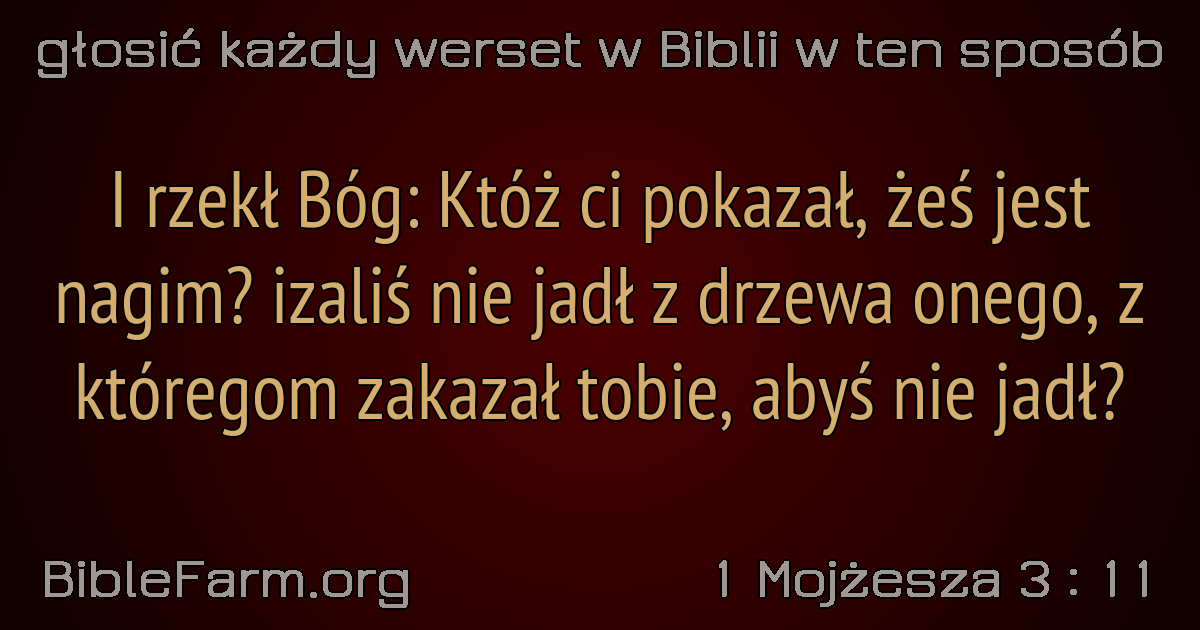 głosić każdy werset w Biblii w ten sposób
I rzekł Bóg: Któż ci pokazał, żeś jest
nagim? izaliś nie jadł z drzewa onego, z
któregom zakazał tobie, abyś nie jadł?
BibleFarm.org
1 Mojżesza 3 : 11